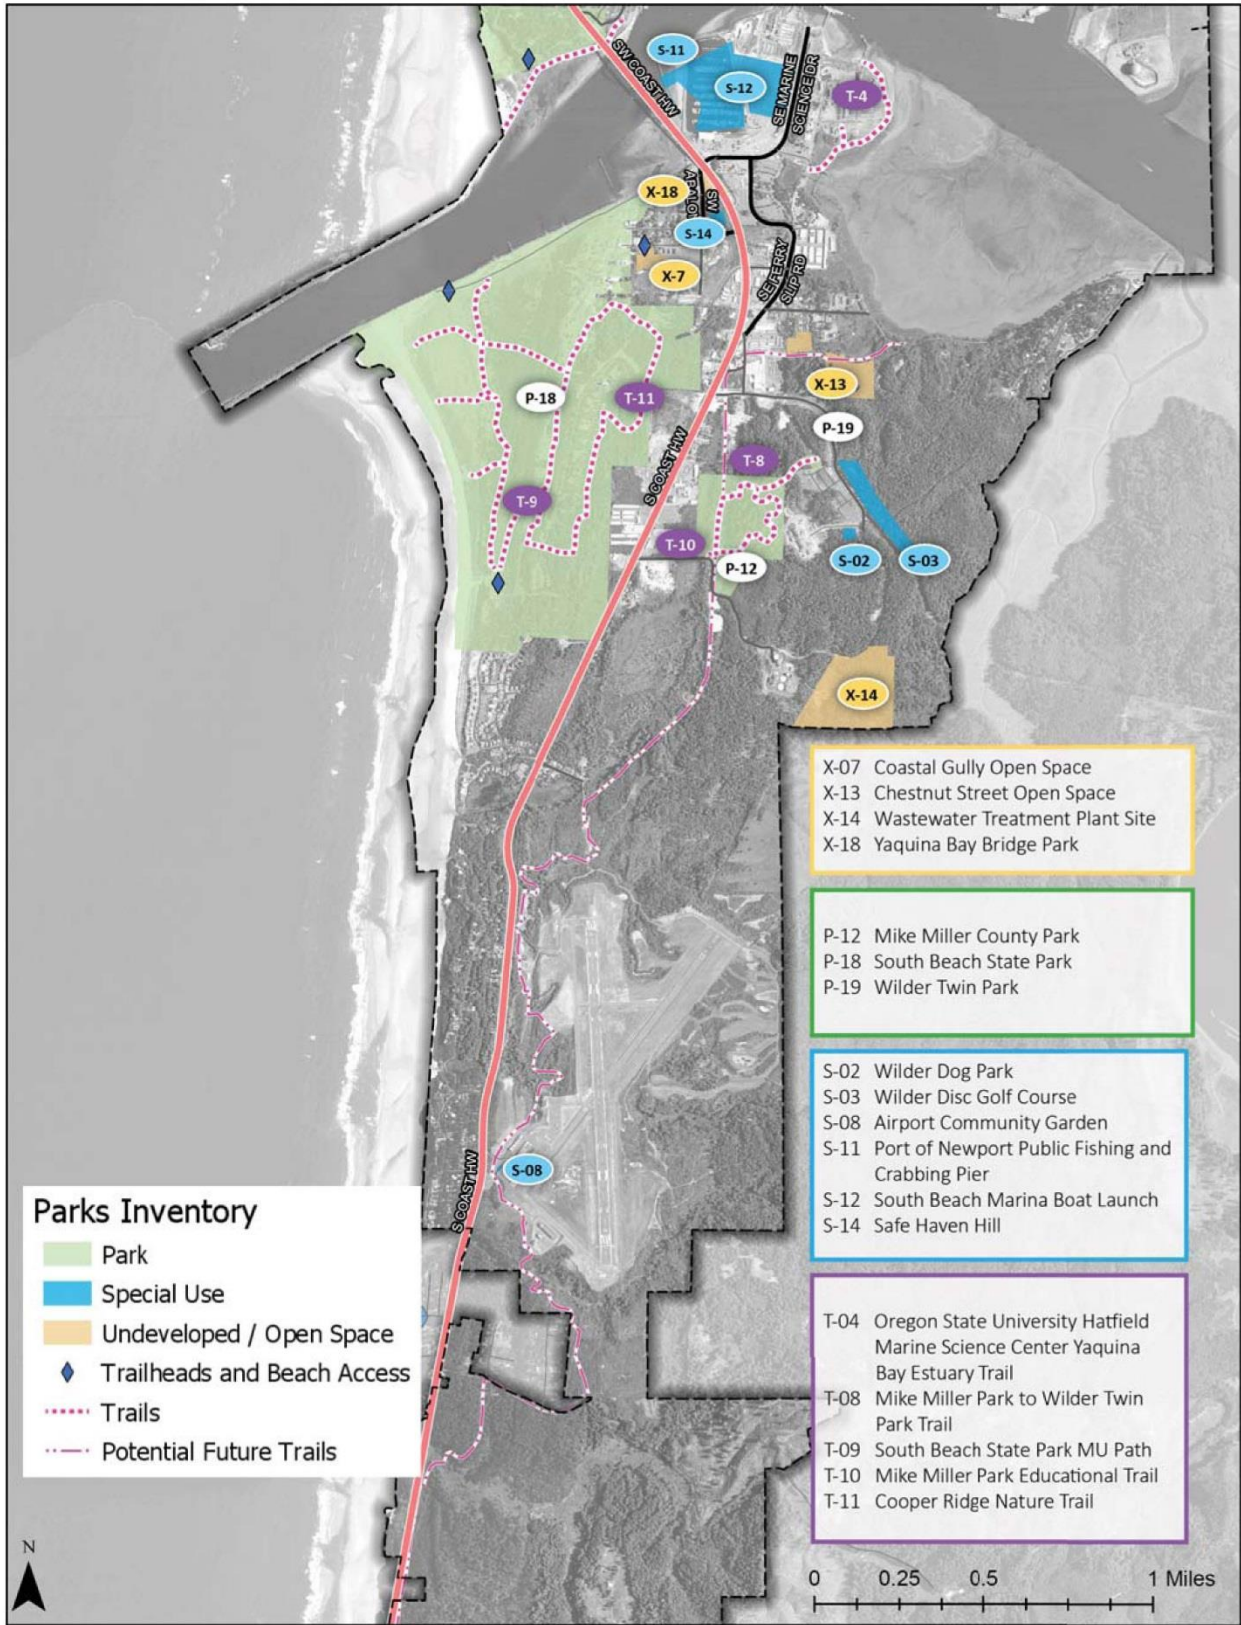 S-11
SW COAST HW
S-12
SE MARINE
SCIENCE DR
T-4
X-18
SW
S-14
X-7
SE FERRY
SLIP RD
X-13
P-18
T-11
P-19
S COAST HW
T-8
T-9
T-10
P-12
S-02
S-03
X-14
X-07 Coastal Gully Open Space
X-13 Chestnut Street Open Space
X-14 Wastewater Treatment Plant Site
X-18 Yaquina Bay Bridge Park
P-12 Mike Miller County Park
P-18 South Beach State Park
P-19 Wilder Twin Park
S-02 Wilder Dog Park
S-03 Wilder Disc Golf Course
S-08 Airport Community Garden
S-11 Port of Newport Public Fishing and
Crabbing Pier
S-12 South Beach Marina Boat Launch
S-14 Safe Haven Hill
S-08
S COAST HW
Parks Inventory
Park
Special Use
Undeveloped / Open Space
Trailheads and Beach Access
Trails
Potential Future Trails
T-04 Oregon State University Hatfield
Marine Science Center Yaquina
Bay Estuary Trail
T-08 Mike Miller Park to Wilder Twin
Park Trail
T-09 South Beach State Park MU Path
T-10 Mike Miller Park Educational Trail
T-11 Cooper Ridge Nature Trail
N
0 0.25 0.5 1 Miles